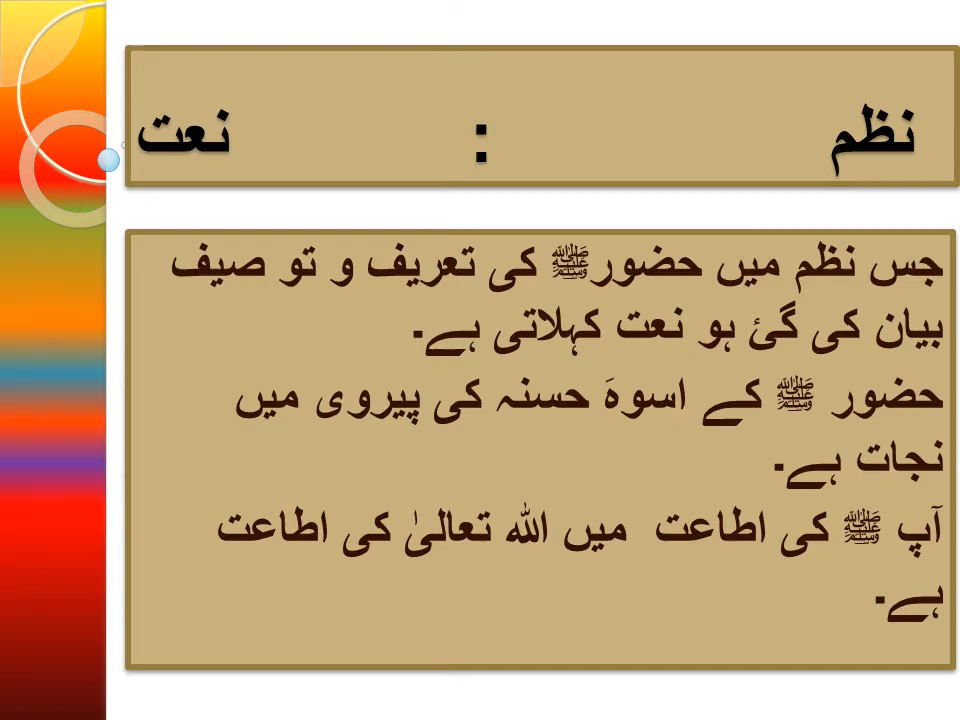 نظم : نعت
جس نظم میں حضورﷺ کی تعریف و تو صیف
بیان کی گئ ہو نعت کہلاتی ہے۔
حضور ﷺ کے اسوہَ حسنہ کی پیروی میں
نجات ہے۔
آپ ﷺ کی اطاعت میں اللہ تعالیٰ کی اطاعت
ہے۔